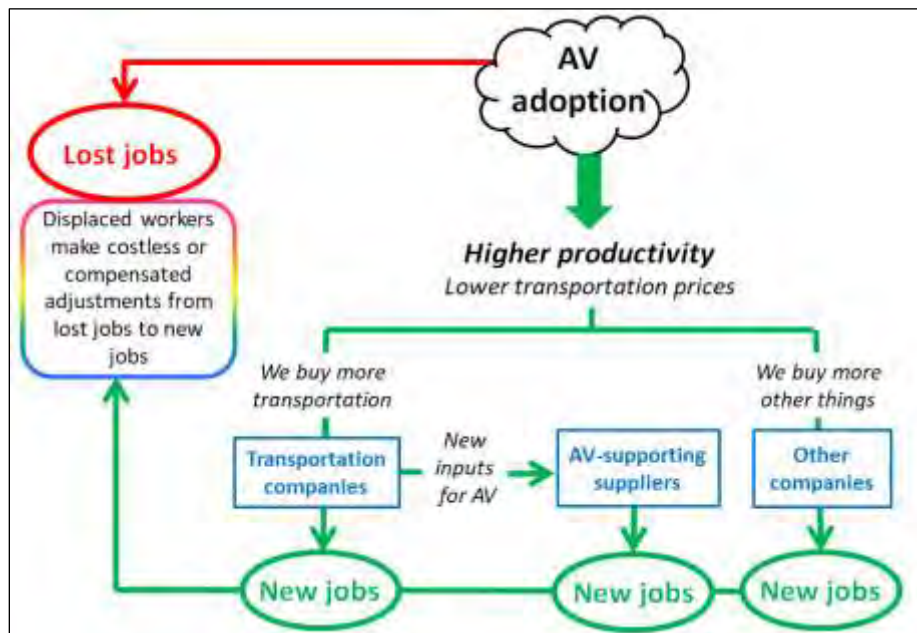 AV
adoption
Lost jobs
Displaced workers
make costless or
compensated
adjustments from
lost jobs to new
jobs
Higher productivity
Lower transportation prices
We buy more
transportation
We buy more
other things
Transportation
companies
New
inputs
for AV
AV-supporting
suppliers
Other
companies
New jobs
New jobs
New jobs